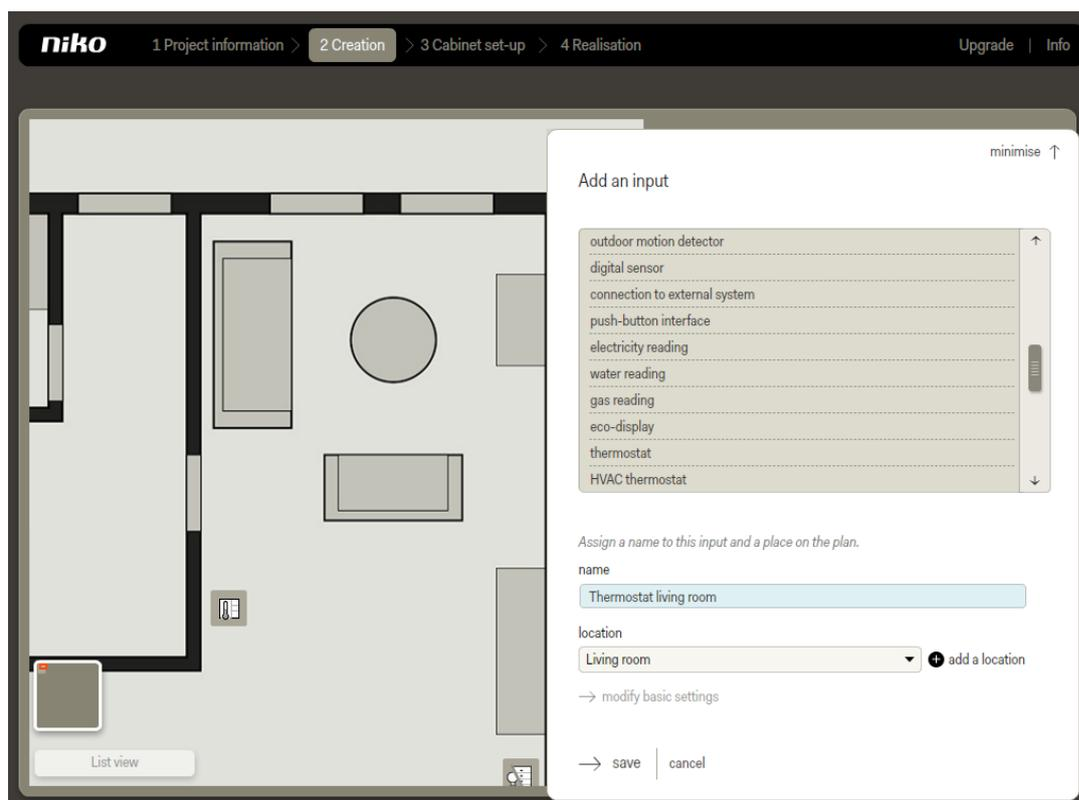 niko 1 Project information 2 Creation 3 Cabinet set-up 4 Realisation Upgrade | Info
minimise ↑
Add an input
outdoor motion detector
digital sensor
connection to external system
push-button interface
electricity reading
water reading
gas reading
eco-display
thermostat
HVAC thermostat
Assign a name to this input and a place on the plan.
name
Thermostat living room
location
Living room add a location
→ modify basic settings
List view
→ save | cancel